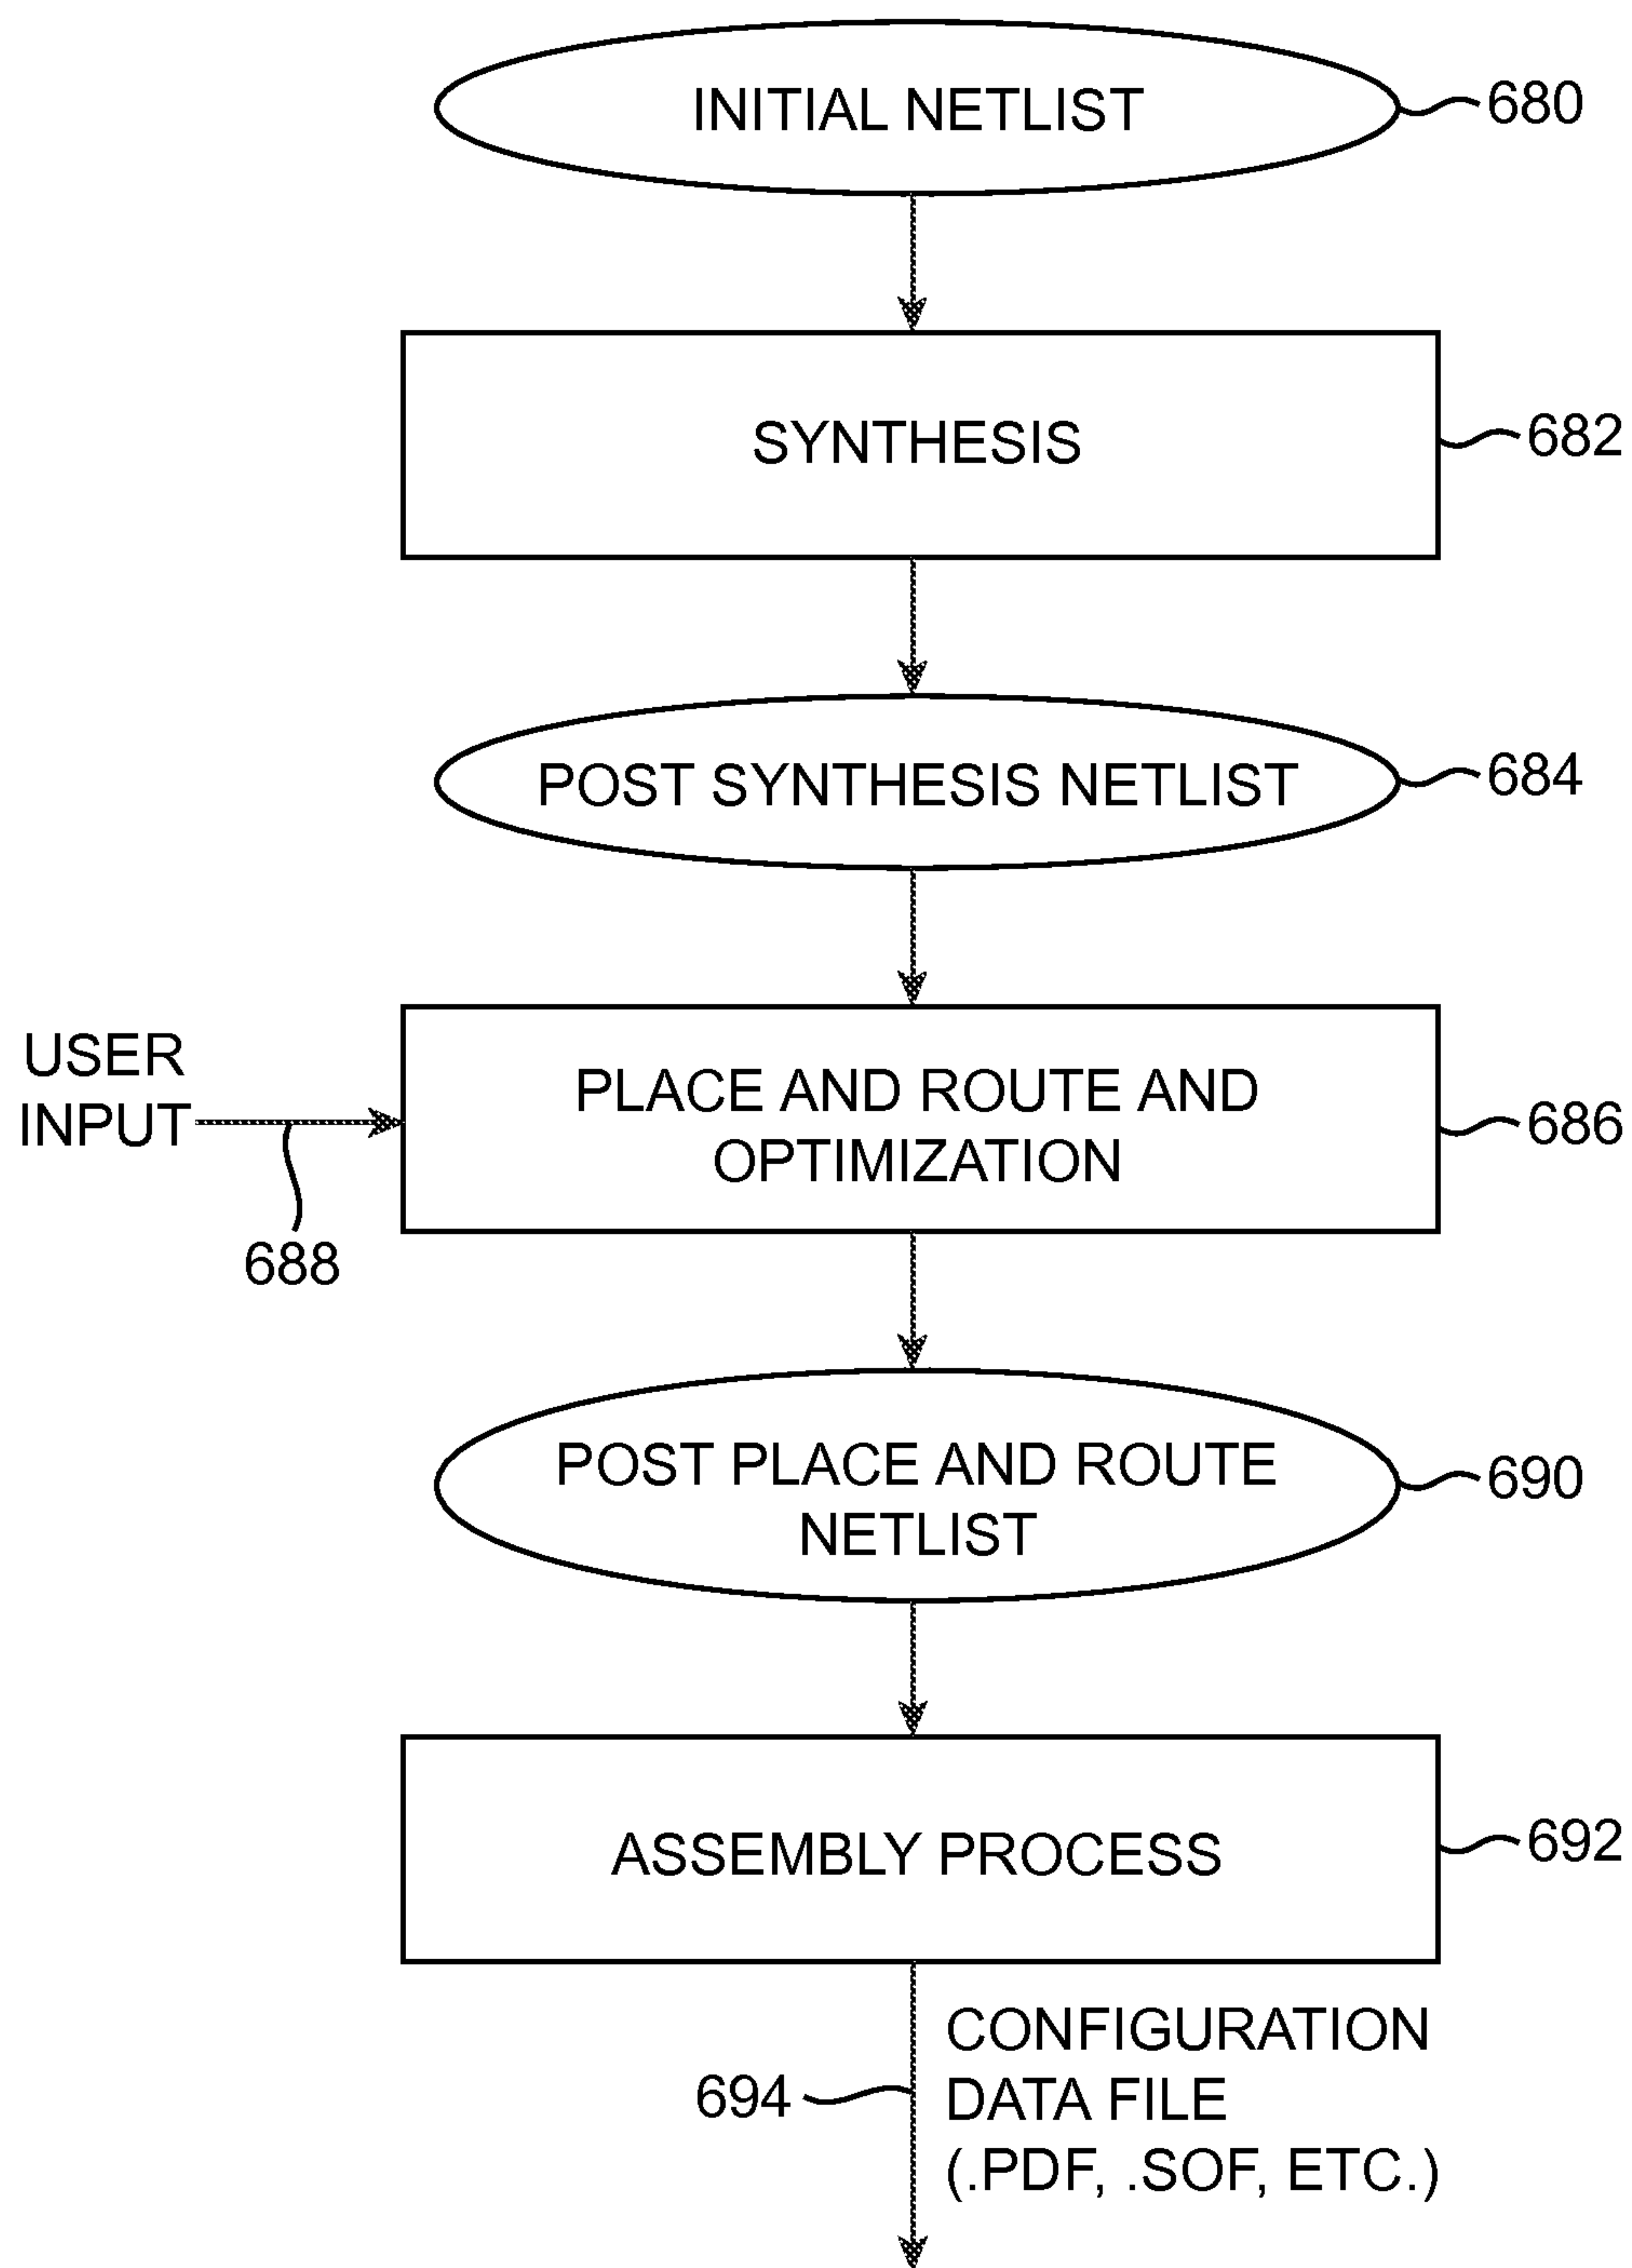 INITIAL NETLIST
680
SYNTHESIS
682
POST SYNTHESIS NETLIST
684
USER
INPUT
688
PLACE AND ROUTE AND
OPTIMIZATION
686
POST PLACE AND ROUTE
NETLIST
690
ASSEMBLY PROCESS
692
694
CONFIGURATION
DATA FILE
(.PDF, .SOF, ETC.)